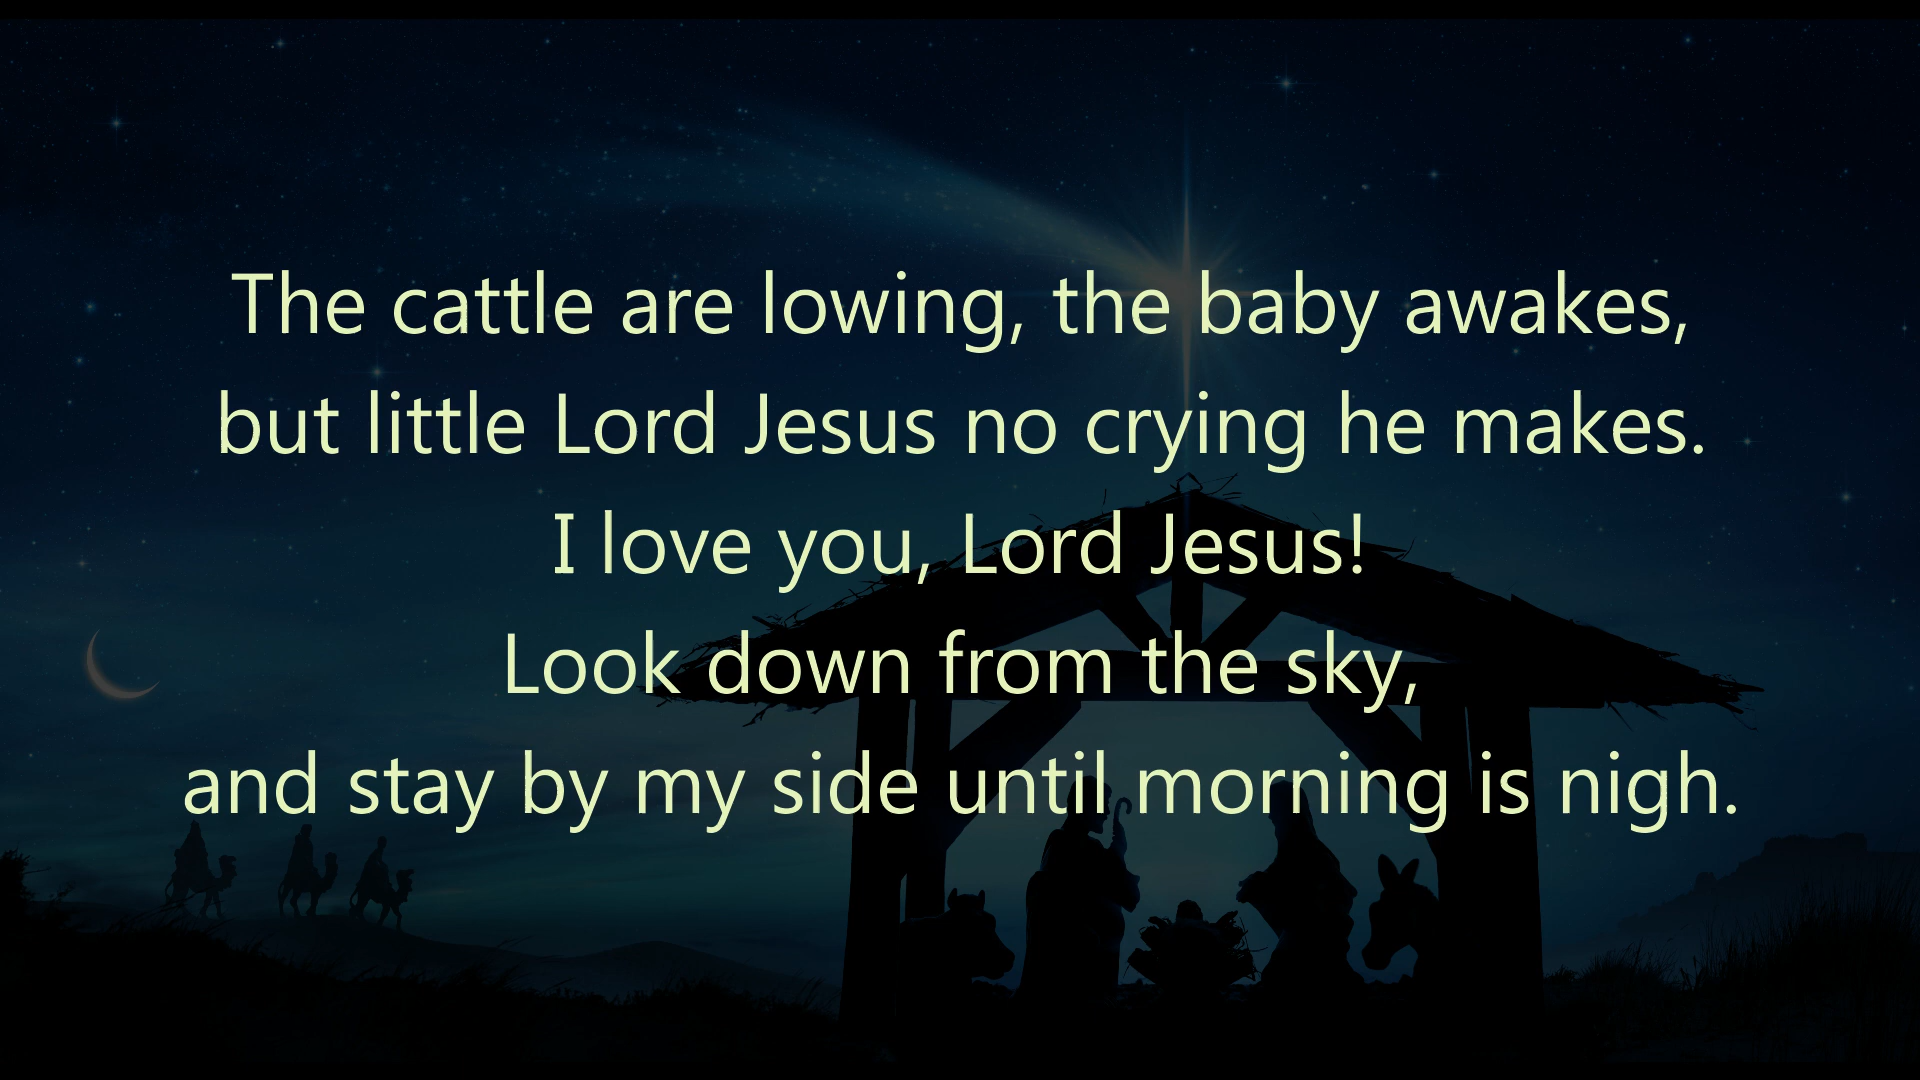 The cattle are lowing, the baby awakes,
but little Lord Jesus no crying he makes.
I love you, Lord Jesus!
Look down from the sky,
and stay by my side until morning is nigh.